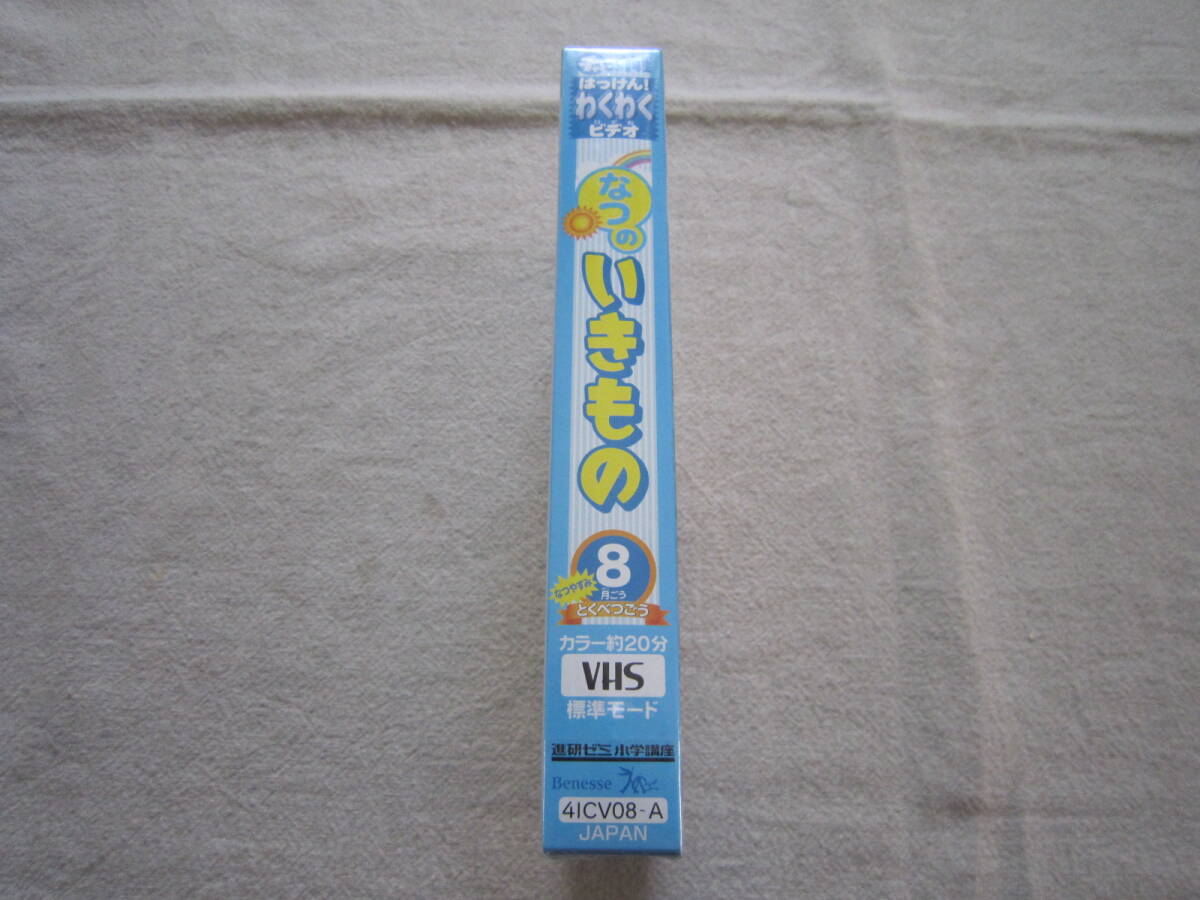 はっけん!
わくわく
ビデオ
なつの
いきもの
8
月ごう
なつやすみ
とくべつごう
カラー約20分
VHS
標準モード
進研ゼミ小学講座
Benesse
4ICV08-A
JAPAN